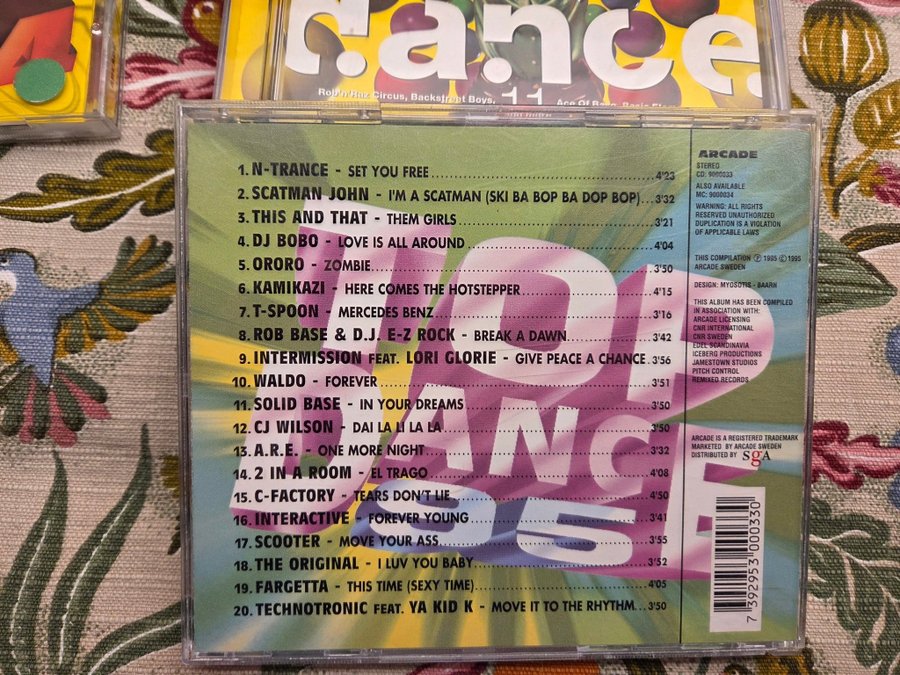 4
d.a.n.c.e.
Rob'n'Raz Circus, Backstreet Boys,
11
Ace Of Base,
1. N-TRANCE - SET YOU FREE 4'23
2. SCATMAN JOHN - I'M A SCATMAN (SKI BA BOP BA DOP BOP)... 3'32
3. THIS AND THAT - THEM GIRLS 3'21
4. DJ BOBO - LOVE IS ALL AROUND 4'04
5. ORORO - ZOMBIE 3'50
6. KAMIKAZI - HERE COMES THE HOTSTEPPER 4'15
7. T-SPOON - MERCEDES BENZ 3'16
8. ROB BASE & D.J. E-Z ROCK - BREAK A DAWN 3'42
9. INTERMISSION FEAT. LORI GLORIE - GIVE PEACE A CHANCE 3'56
10. WALDO - FOREVER 3'51
11. SOLID BASE - IN YOUR DREAMS 3'50
12. CJ WILSON - DAI LA LI LA LA 3'50
13. A.R.E. - ONE MORE NIGHT 3'32
14. 2 IN A ROOM - EL TRAGO 4'08
15. C-FACTORY - TEARS DON'T LIE 4'50
16. INTERACTIVE - FOREVER YOUNG 3'41
17. SCOOTER - MOVE YOUR ASS 3'55
18. THE ORIGINAL - I LUV YOU BABY 3'52
19. FARGETTA - THIS TIME (SEXY TIME) 4'05
20. TECHNOTRONIC FEAT. YA KID K - MOVE IT TO THE RHYTHM... 3'50
TOP
DANCE
95
ARCADE
STEREO
CD: 9000033
ALSO AVAILABLE
MC: 9000034
WARNING: ALL RIGHTS
RESERVED UNAUTHORIZED
DUPLICATION IS A VIOLATION
OF APPLICABLE LAWS
THIS COMPILATION ℗ 1995 © 1995
ARCADE SWEDEN
DESIGN: MYOSOTIS - BAARN
THIS ALBUM HAS BEEN COMPILED
IN ASSOCIATION WITH:
ARCADE LICENSING
CNR INTERNATIONAL
CNR SWEDEN
EDEL SCANDINAVIA
ICEBERG PRODUCTIONS
JAMESTOWN STUDIOS
PITCH CONTROL
REMIXED RECORDS
ARCADE IS A REGISTERED TRADEMARK
MARKETED BY ARCADE SWEDEN
DISTRIBUTED BY SGA
7 392953 000330